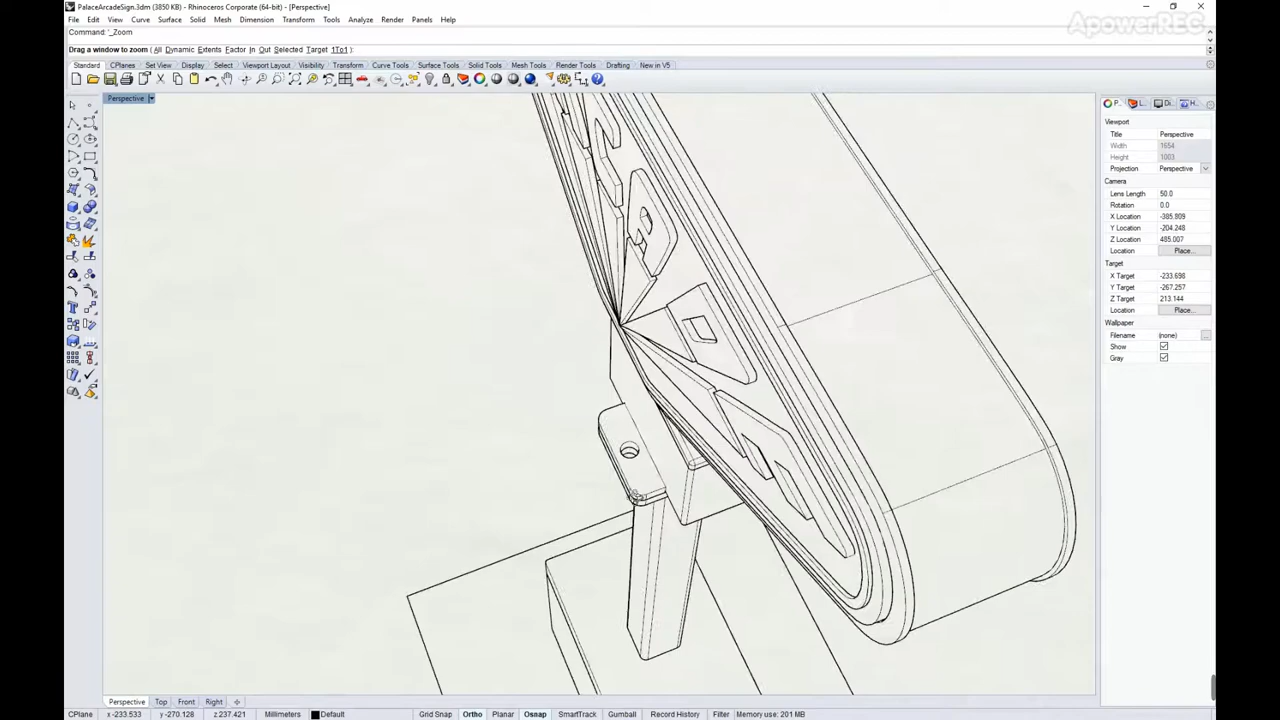 PalaceArcadeSign.3dm (3850 KB) - Rhinoceros Corporate (64-bit) - [Perspective]
File Edit View Curve Surface Solid Mesh Dimension Transform Tools Analyze Render Panels Help
ApowerREC
Command: '_Zoom
Drag a window to zoom (All Dynamic Extents Factor In Out Selected Target 1To1):
Standard CPlanes Set View Display Select Viewport Layout Visibility Transform Curve Tools Surface Tools Solid Tools Mesh Tools Render Tools Drafting New in V5
Perspective
P... L... Di... H...
Viewport
Title Perspective
Width 1654
Height 1003
Projection Perspective
Camera
Lens Length 50.0
Rotation 0.0
X Location -385.809
Y Location -204.248
Z Location 485.007
Location Place...
Target
X Target -233.698
Y Target -267.257
Z Target 213.144
Location Place...
Wallpaper
Filename (none) ...
Show
Gray
Perspective Top Front Right
CPlane x -233.533 y -270.128 z 237.421 Millimeters Default Grid Snap Ortho Planar Osnap SmartTrack Gumball Record History Filter Memory use: 201 MB